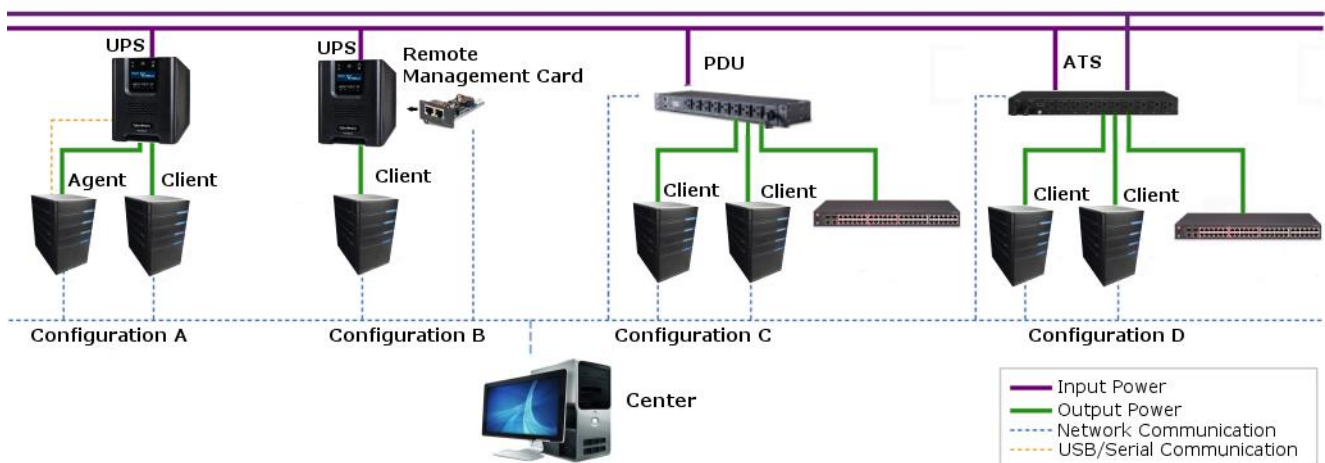 UPS
UPS
Remote
Management Card
PDU
ATS
Agent
Client
Client
Client
Client
Client
Client
Configuration A
Configuration B
Configuration C
Configuration D
Center
Input Power
Output Power
Network Communication
USB/Serial Communication